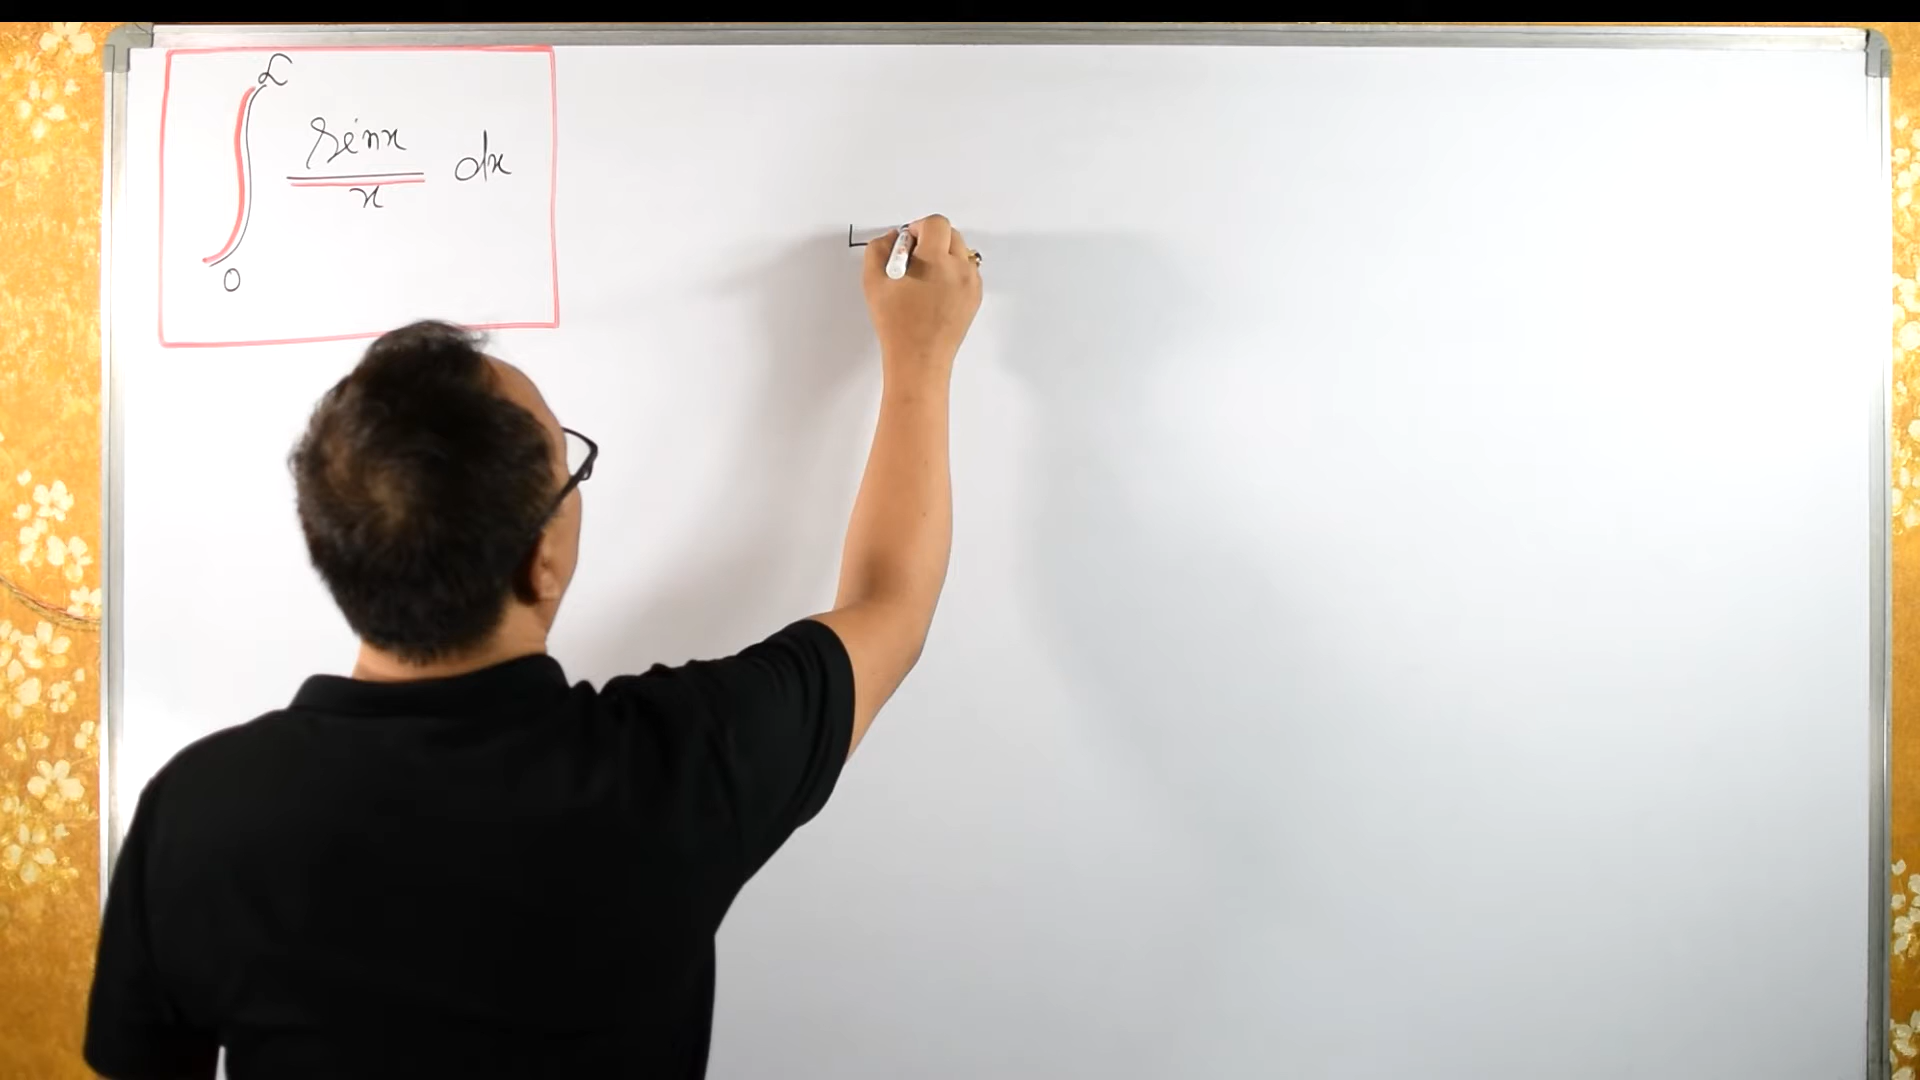 ∫₀^α sinx/x dx
L